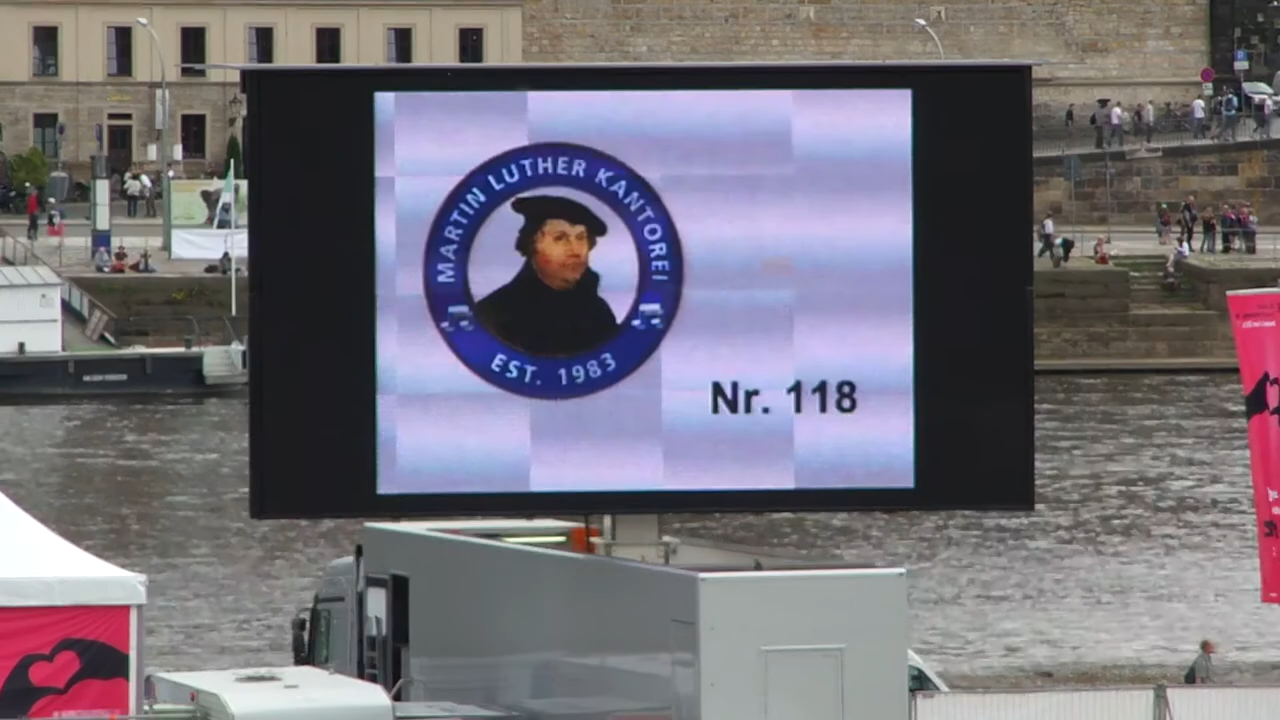 MARTIN LUTHER KANTOREI
EST. 1983
Nr. 118